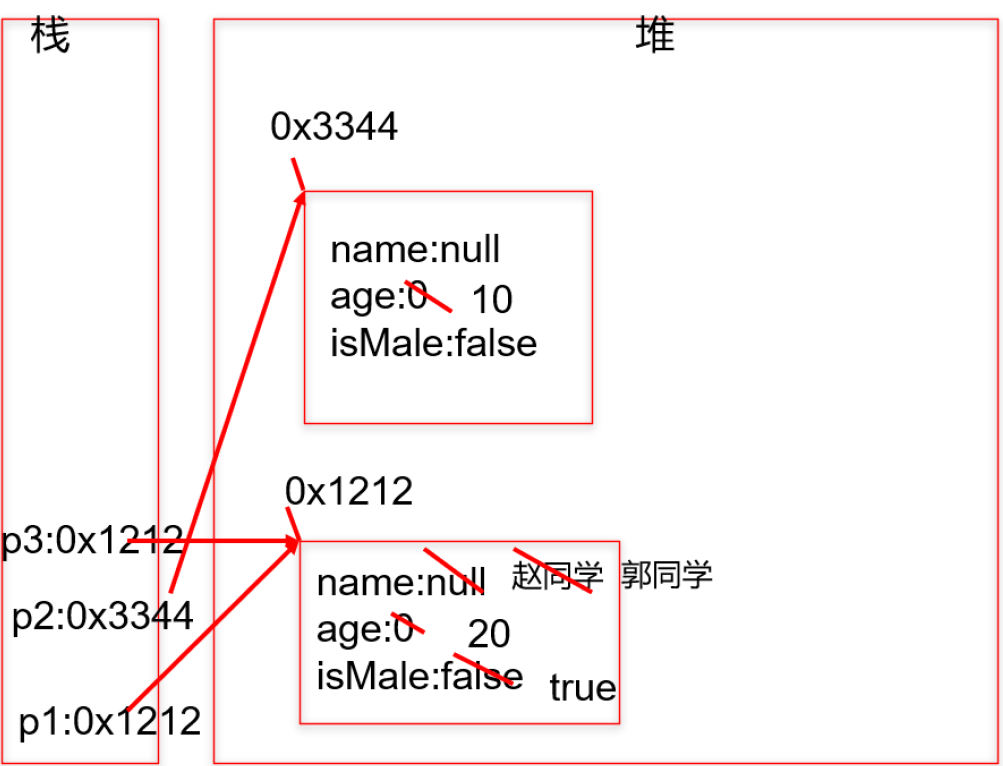 栈
堆
0x3344
name:null
age:0 10
isMale:false
0x1212
p3:0x1212
name:null 赵同学 郭同学
p2:0x3344
age:0 20
isMale:false true
p1:0x1212